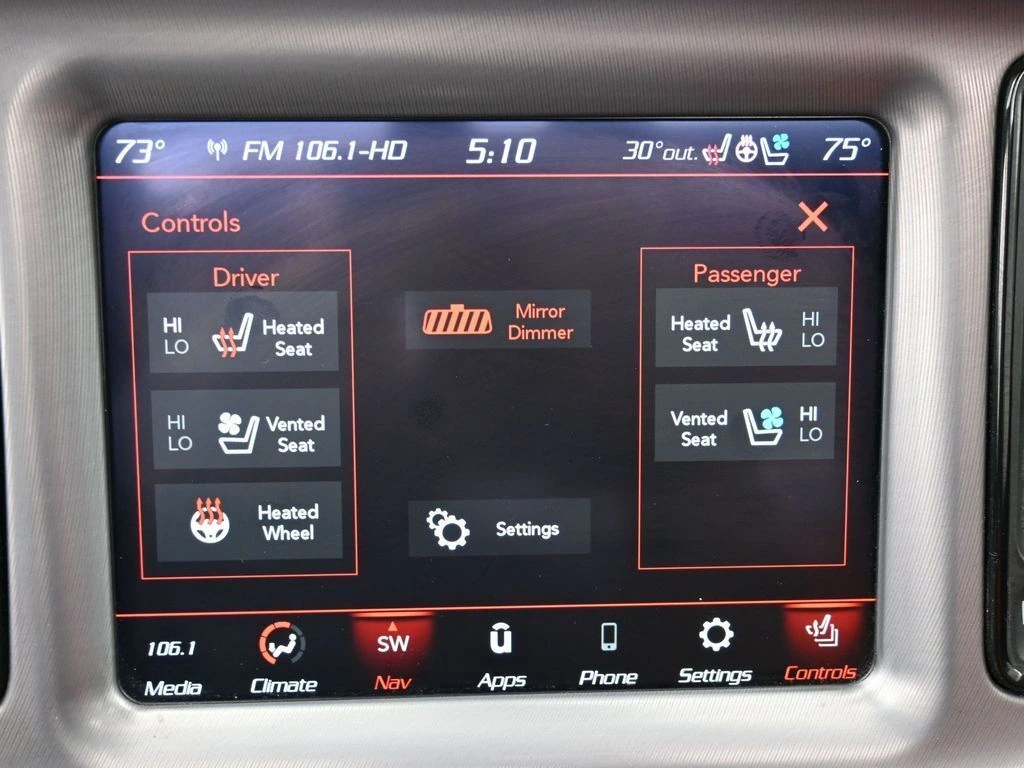 73° FM 106.1-HD 5:10 30°out. 75°
Controls
Driver
Passenger
HI
LO
Heated
Seat
Mirror
Dimmer
Heated
Seat
HI
LO
HI
LO
Vented
Seat
Vented
Seat
HI
LO
Heated
Wheel
Settings
106.1
SW
u
Media Climate Nav Apps Phone Settings Controls